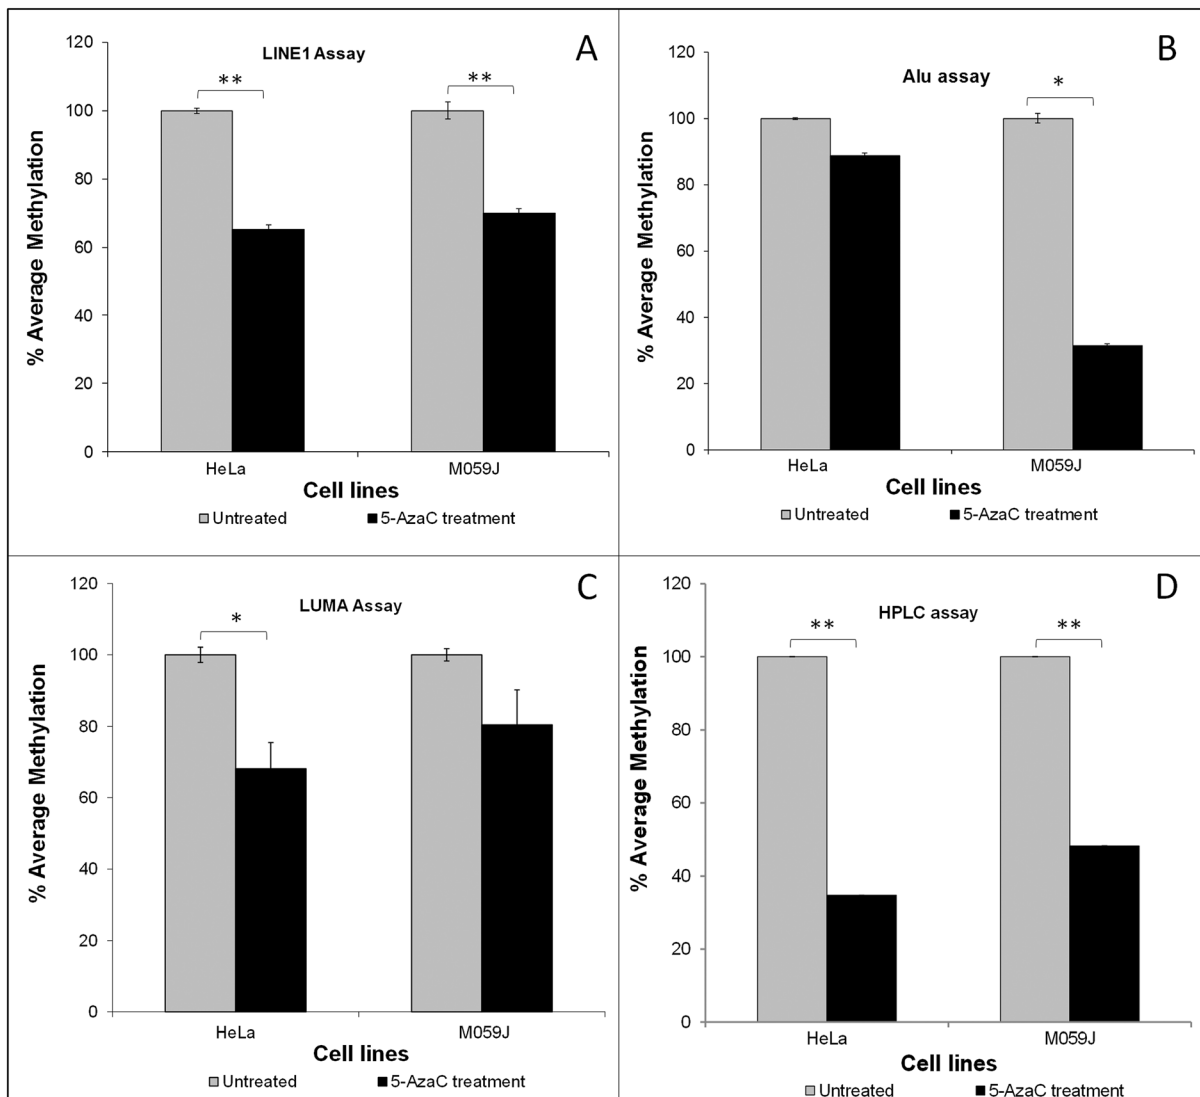 A
LINE1 Assay
** **
% Average Methylation
120
100
80
60
40
20
0
HeLa M059J
Cell lines
Untreated 5-AzaC treatment
B
Alu assay
*
% Average Methylation
120
100
80
60
40
20
0
HeLa M059J
Cell lines
Untreated 5-AzaC treatment
C
LUMA Assay
*
% Average Methylation
120
100
80
60
40
20
0
HeLa M059J
Cell lines
Untreated 5-AzaC treatment
D
HPLC assay
** **
% Average Methylation
120
100
80
60
40
20
0
HeLa M059J
Cell lines
Untreated 5-AzaC treatment